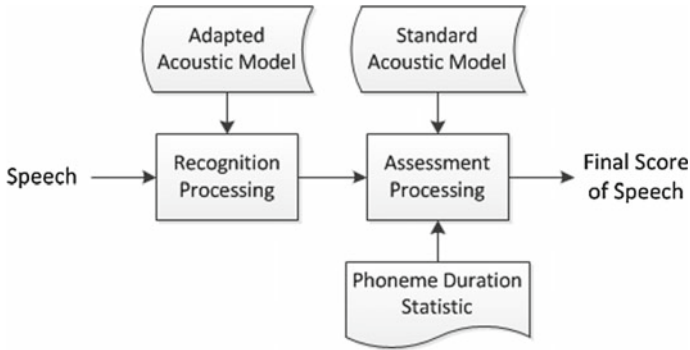 Adapted
Acoustic Model
Standard
Acoustic Model
Speech
Recognition
Processing
Assessment
Processing
Final Score
of Speech
Phoneme Duration
Statistic